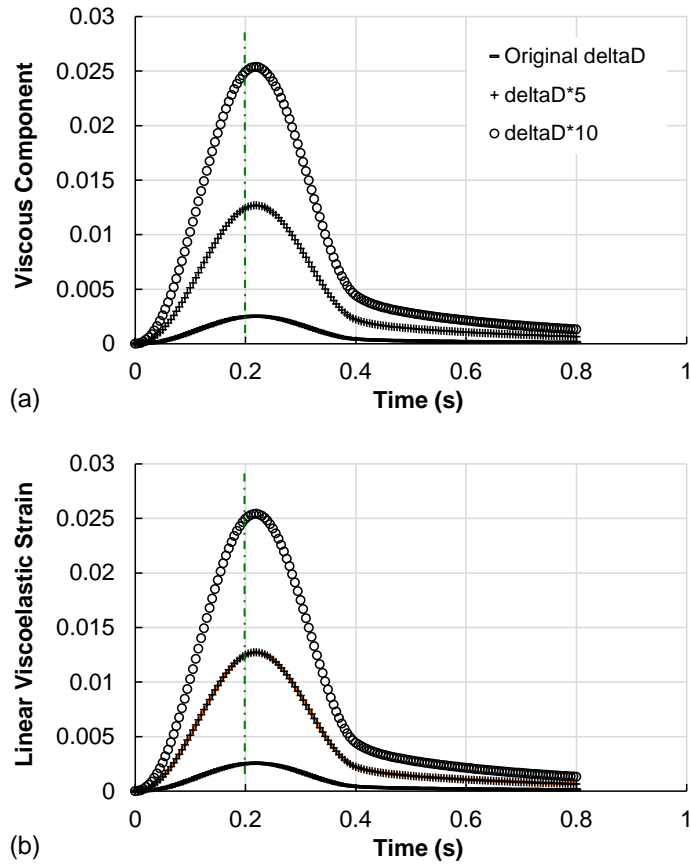 0.03
0.025
0.02
0.015
0.01
0.005
0
Viscous Component
Original deltaD
deltaD*5
deltaD*10
0 0.2 0.4 0.6 0.8 1
Time (s)
(a)
0.03
0.025
0.02
0.015
0.01
0.005
0
Linear Viscoelastic Strain
0 0.2 0.4 0.6 0.8 1
Time (s)
(b)